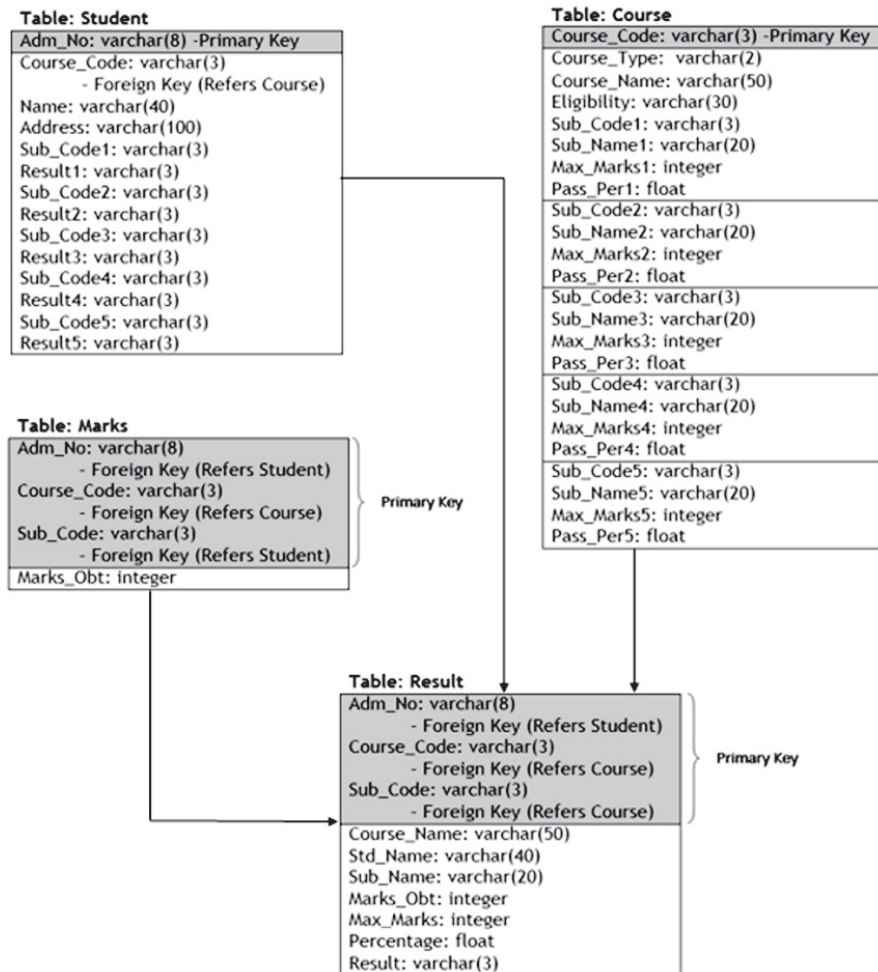 Table: Student
Adm_No: varchar(8) -Primary Key
Course_Code: varchar(3)
- Foreign Key (Refers Course)
Name: varchar(40)
Address: varchar(100)
Sub_Code1: varchar(3)
Result1: varchar(3)
Sub_Code2: varchar(3)
Result2: varchar(3)
Sub_Code3: varchar(3)
Result3: varchar(3)
Sub_Code4: varchar(3)
Result4: varchar(3)
Sub_Code5: varchar(3)
Result5: varchar(3)
Table: Course
Course_Code: varchar(3) -Primary Key
Course_Type: varchar(2)
Course_Name: varchar(50)
Eligibility: varchar(30)
Sub_Code1: varchar(3)
Sub_Name1: varchar(20)
Max_Marks1: integer
Pass_Per1: float
Sub_Code2: varchar(3)
Sub_Name2: varchar(20)
Max_Marks2: integer
Pass_Per2: float
Sub_Code3: varchar(3)
Sub_Name3: varchar(20)
Max_Marks3: integer
Pass_Per3: float
Sub_Code4: varchar(3)
Sub_Name4: varchar(20)
Max_Marks4: integer
Pass_Per4: float
Sub_Code5: varchar(3)
Sub_Name5: varchar(20)
Max_Marks5: integer
Pass_Per5: float
Table: Marks
Adm_No: varchar(8)
- Foreign Key (Refers Student)
Course_Code: varchar(3)
- Foreign Key (Refers Course)
Sub_Code: varchar(3)
- Foreign Key (Refers Student)
Marks_Obt: integer
Primary Key
Table: Result
Adm_No: varchar(8)
- Foreign Key (Refers Student)
Course_Code: varchar(3)
- Foreign Key (Refers Course)
Sub_Code: varchar(3)
- Foreign Key (Refers Course)
Course_Name: varchar(50)
Std_Name: varchar(40)
Sub_Name: varchar(20)
Marks_Obt: integer
Max_Marks: integer
Percentage: float
Result: varchar(3)
Primary Key